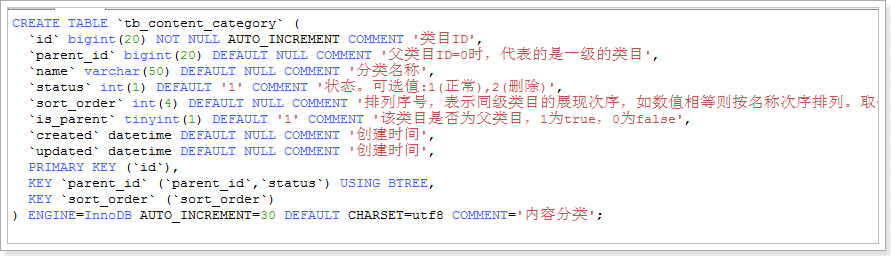 CREATE TABLE `tb_content_category` (
`id` bigint(20) NOT NULL AUTO_INCREMENT COMMENT '类目ID',
`parent_id` bigint(20) DEFAULT NULL COMMENT '父类目ID=0时，代表的是一级的类目',
`name` varchar(50) DEFAULT NULL COMMENT '分类名称',
`status` int(1) DEFAULT '1' COMMENT '状态。可选值:1(正常),2(删除)',
`sort_order` int(4) DEFAULT NULL COMMENT '排列序号，表示同级类目的展现次序，如数值相等则按名称次序排列。取
`is_parent` tinyint(1) DEFAULT '1' COMMENT '该类目是否为父类目，1为true，0为false',
`created` datetime DEFAULT NULL COMMENT '创建时间',
`updated` datetime DEFAULT NULL COMMENT '创建时间',
PRIMARY KEY (`id`),
KEY `parent_id` (`parent_id`,`status`) USING BTREE,
KEY `sort_order` (`sort_order`)
) ENGINE=InnoDB AUTO_INCREMENT=30 DEFAULT CHARSET=utf8 COMMENT='内容分类';